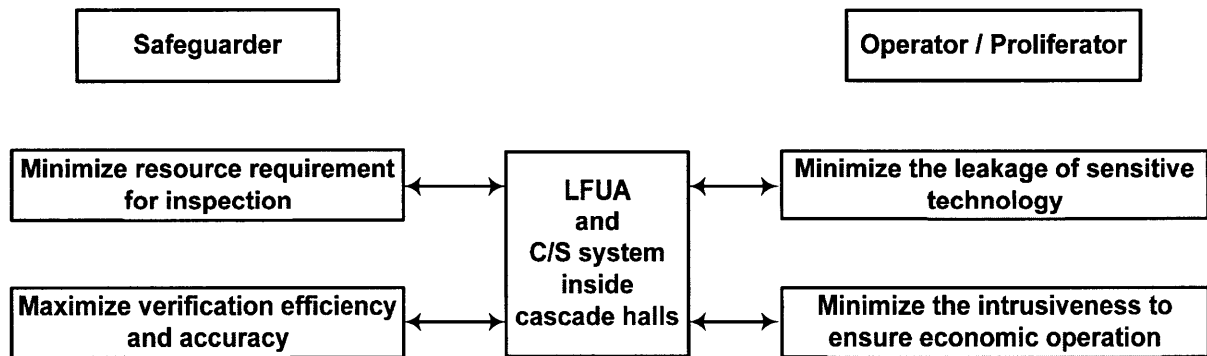 Safeguarder
Operator / Proliferator
Minimize resource requirement
for inspection
LFUA
and
C/S system
inside
cascade halls
Minimize the leakage of sensitive
technology
Maximize verification efficiency
and accuracy
Minimize the intrusiveness to
ensure economic operation